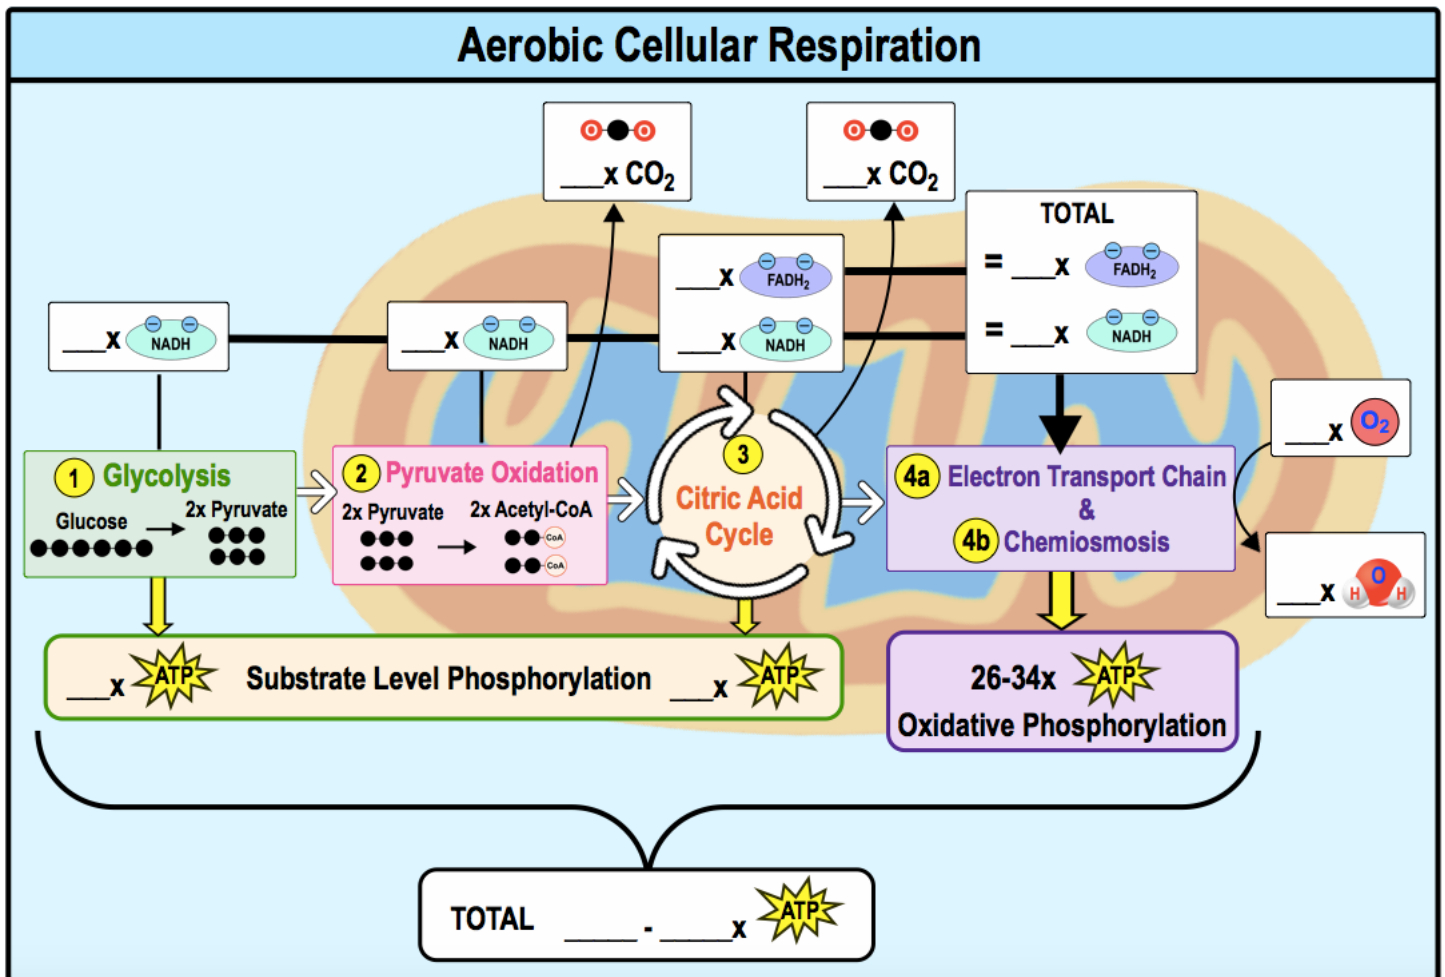 Aerobic Cellular Respiration
O O
___x CO₂
O O
___x CO₂
TOTAL
= ___x FADH₂
= ___x NADH
___x FADH₂
___x NADH
___x NADH
___x NADH
___x O₂
1 Glycolysis
Glucose
2x Pyruvate
2 Pyruvate Oxidation
2x Pyruvate
2x Acetyl-CoA
CoA
CoA
3
Citric Acid
Cycle
4a Electron Transport Chain
&
4b Chemiosmosis
___x H O H
___x ATP Substrate Level Phosphorylation ___x ATP
26-34x ATP
Oxidative Phosphorylation
TOTAL _____ - _____x ATP